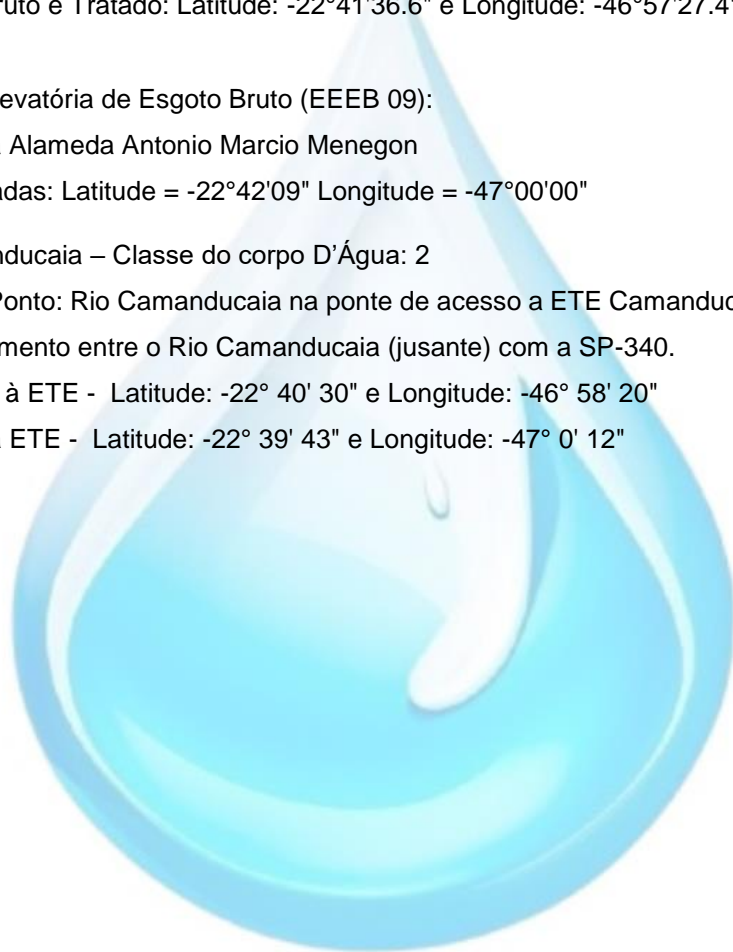 ruto e Tratado: Latitude: -22°41'36.6" e Longitude: -46°57'27.4"
evatória de Esgoto Bruto (EEEB 09):
Alameda Antonio Marcio Menegon
adas: Latitude = -22°42'09" Longitude = -47°00'00"
nducaia – Classe do corpo D'Água: 2
Ponto: Rio Camanducaia na ponte de acesso a ETE Camanduc
mento entre o Rio Camanducaia (jusante) com a SP-340.
à ETE - Latitude: -22° 40' 30" e Longitude: -46° 58' 20"
ETE - Latitude: -22° 39' 43" e Longitude: -47° 0' 12"